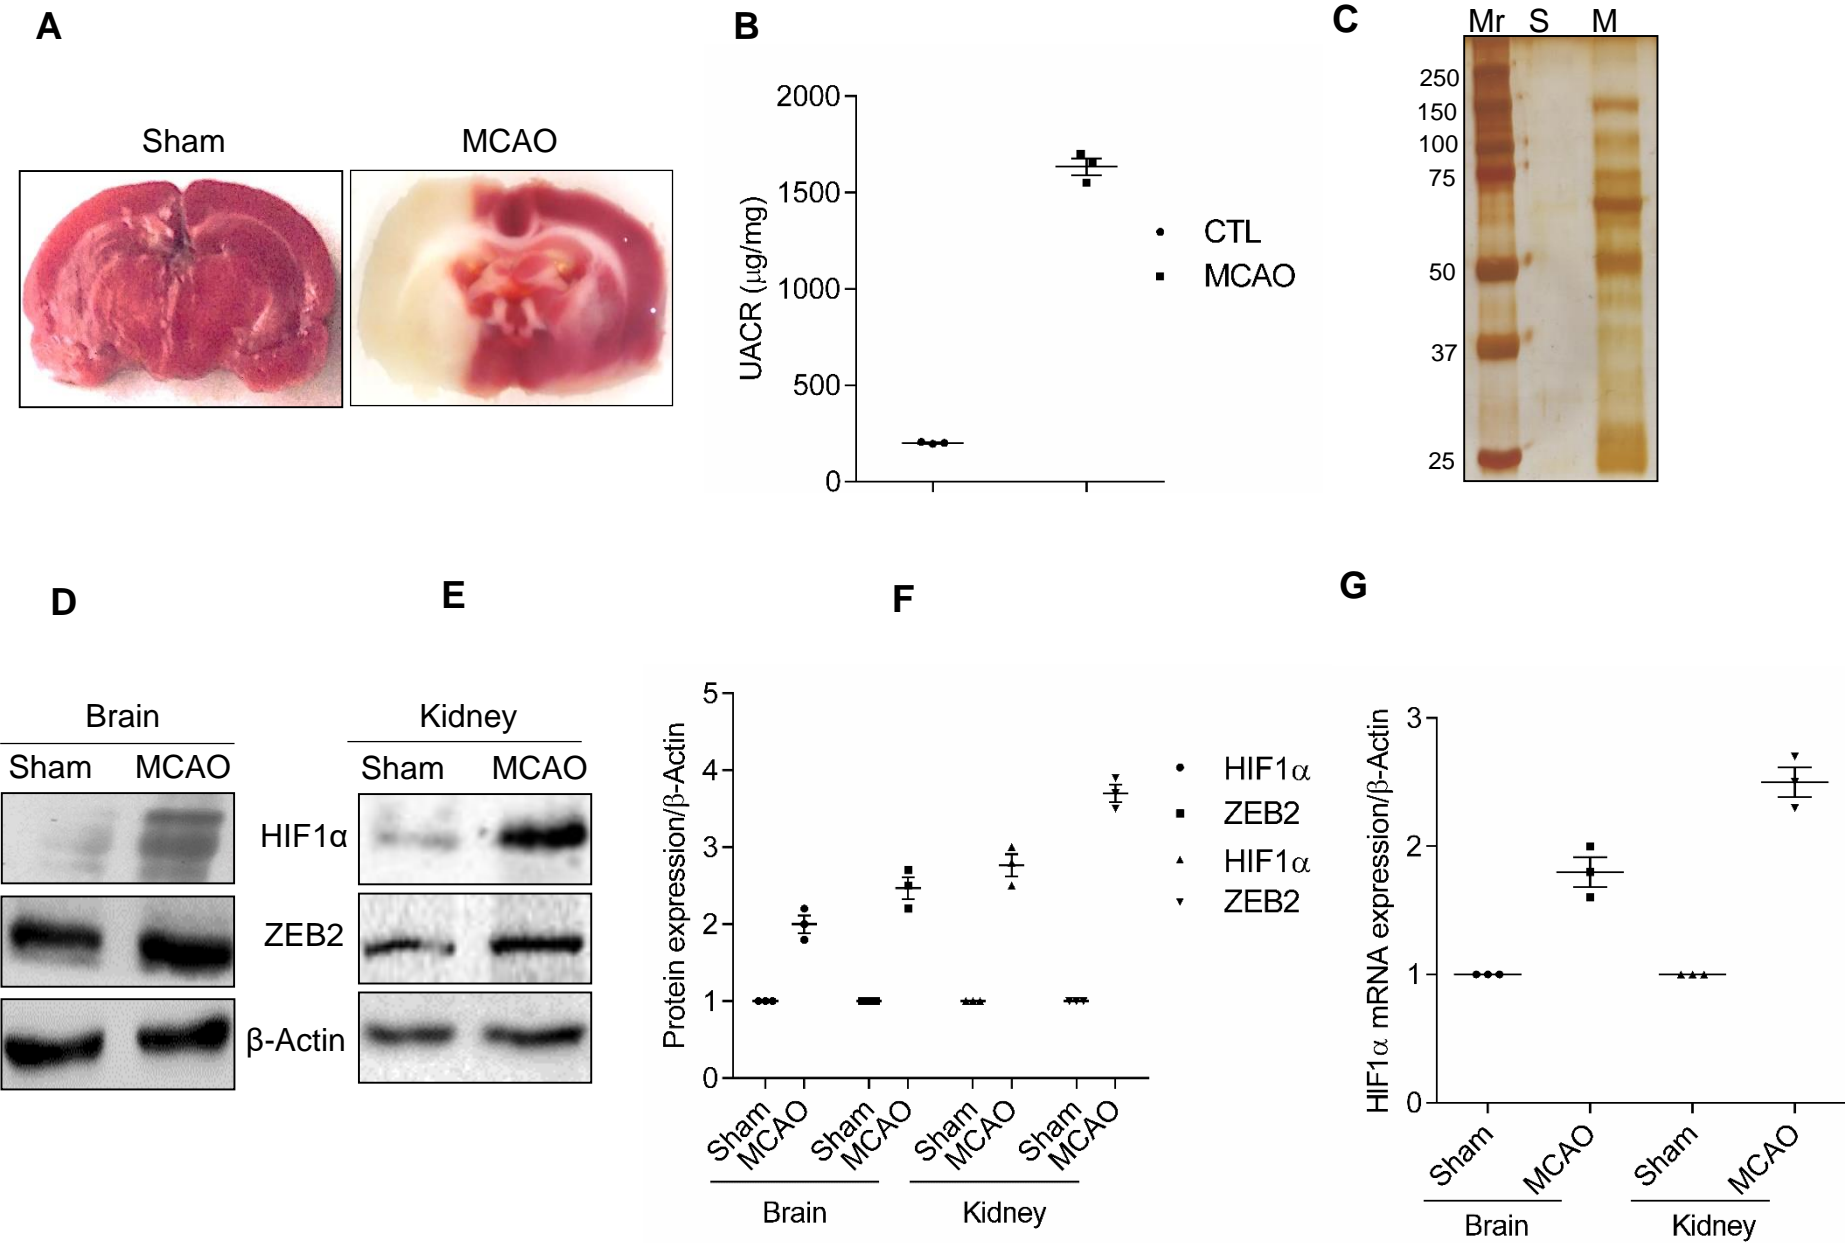 A
Sham
MCAO
B
2000
1500
1000
500
0
UACR (µg/mg)
CTL
MCAO
C
Mr S M
250
150
100
75
50
37
25
D
Brain
Sham MCAO
E
Kidney
Sham MCAO
HIF1α
ZEB2
β-Actin
F
5
4
3
2
1
0
Protein expression/β-Actin
HIF1α
ZEB2
HIF1α
ZEB2
Sham
MCAO
Sham
MCAO
Sham
MCAO
Sham
MCAO
Brain
Kidney
G
3
2
1
0
HIF1α mRNA expression/β-Actin
Sham
MCAO
Sham
MCAO
Brain
Kidney